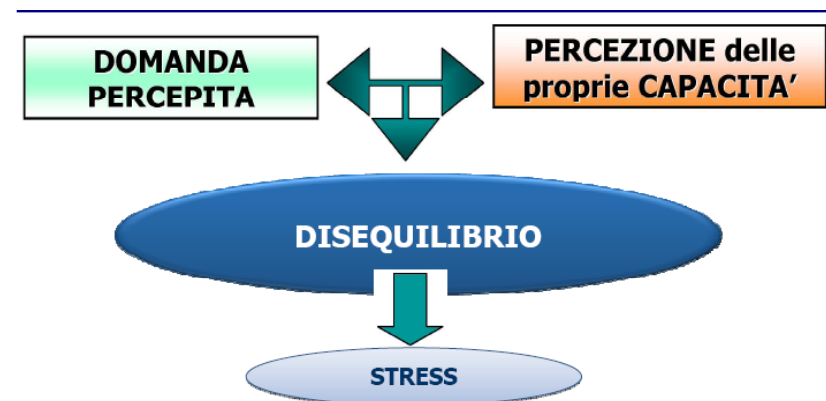 DOMANDA
PERCEPITA
PERCEZIONE delle
proprie CAPACITA'
DISEQUILIBRIO
STRESS